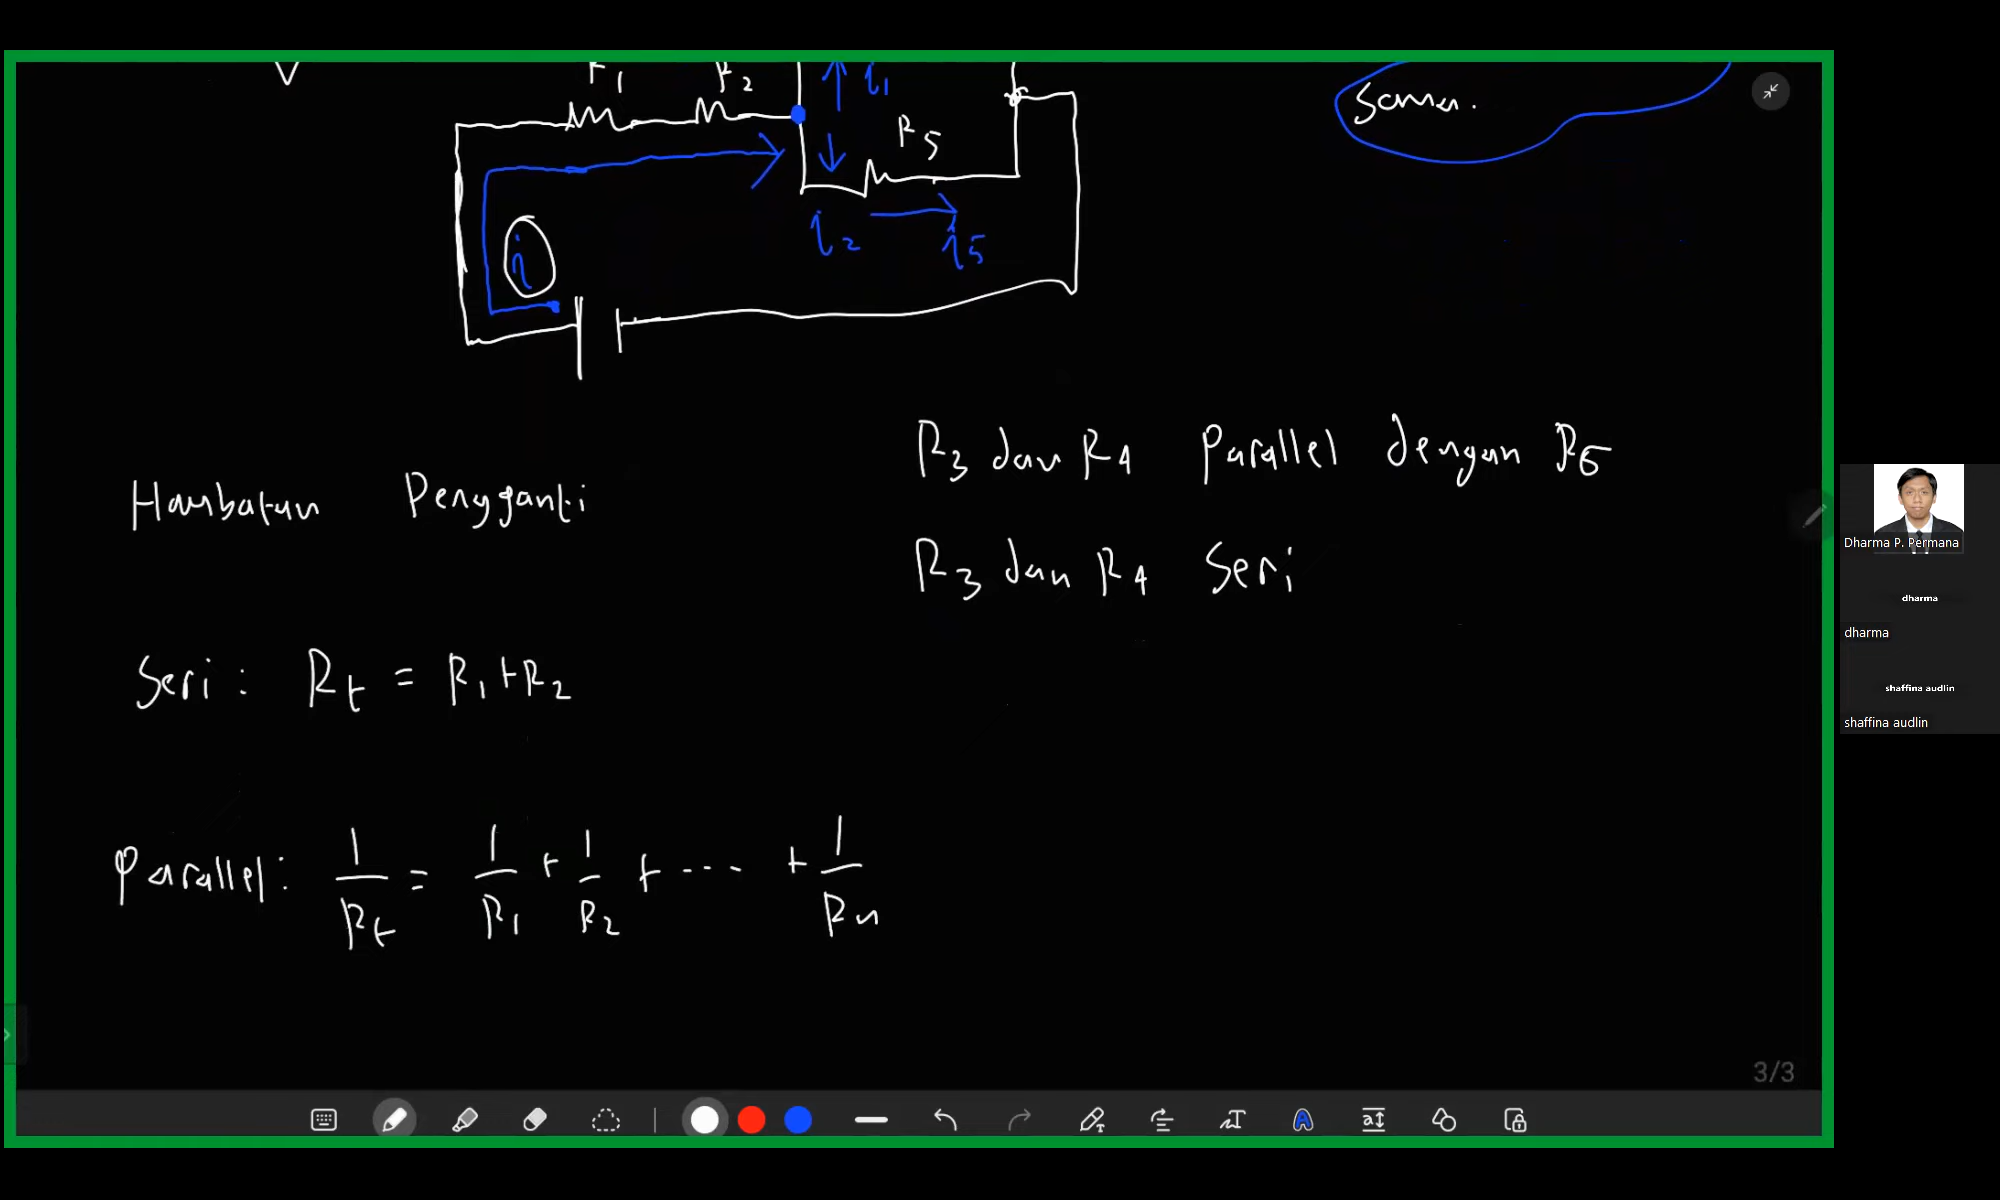 V
R1 R2 i1
Sama.
R5
i2 i5
i
R3 dan R4 Parallel dengan R5
Hambatan Pengganti
R3 dan R4 Seri
Seri : Rt = R1 + R2
Parallel : 1/Rt = 1/R1 + 1/R2 + ... + 1/Rn
3/3
Dharma P. Permana
dharma
dharma
shaffina audlin
shaffina audlin